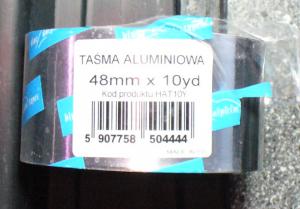 TAŚMA ALUMINIOWA
48mm x 10yd
Kod produktu HAT10Y
5 907758 504444